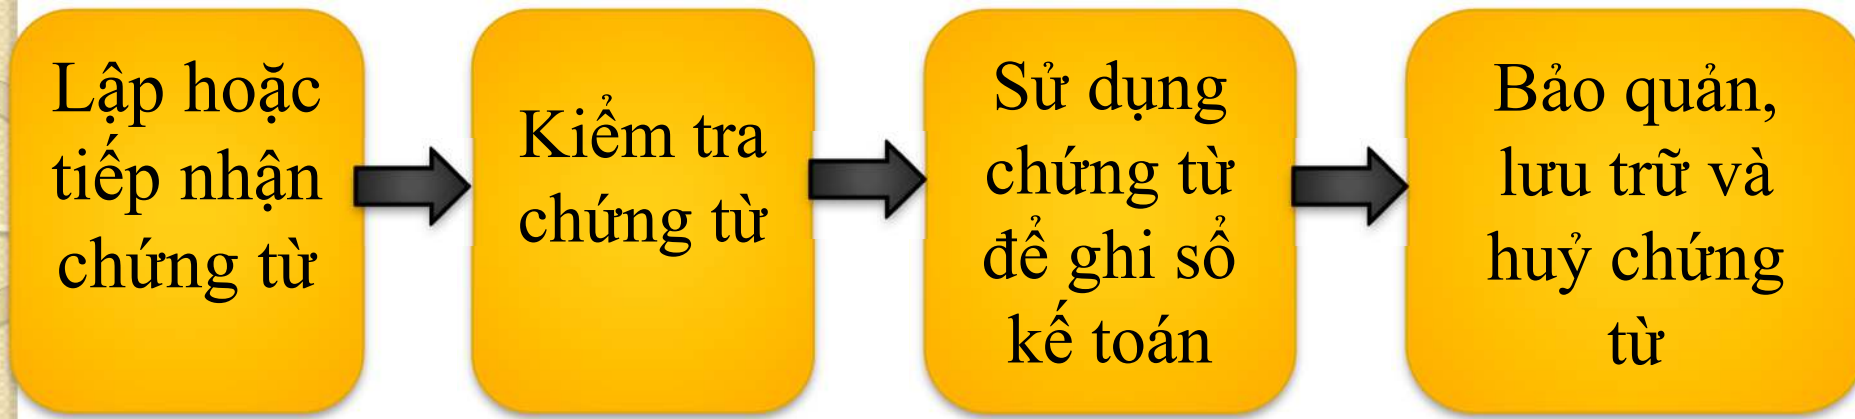 Lập hoặc
tiếp nhận
chứng từ
Kiểm tra
chứng từ
Sử dụng
chứng từ
để ghi sổ
kế toán
Bảo quản,
lưu trữ và
huỷ chứng
từ